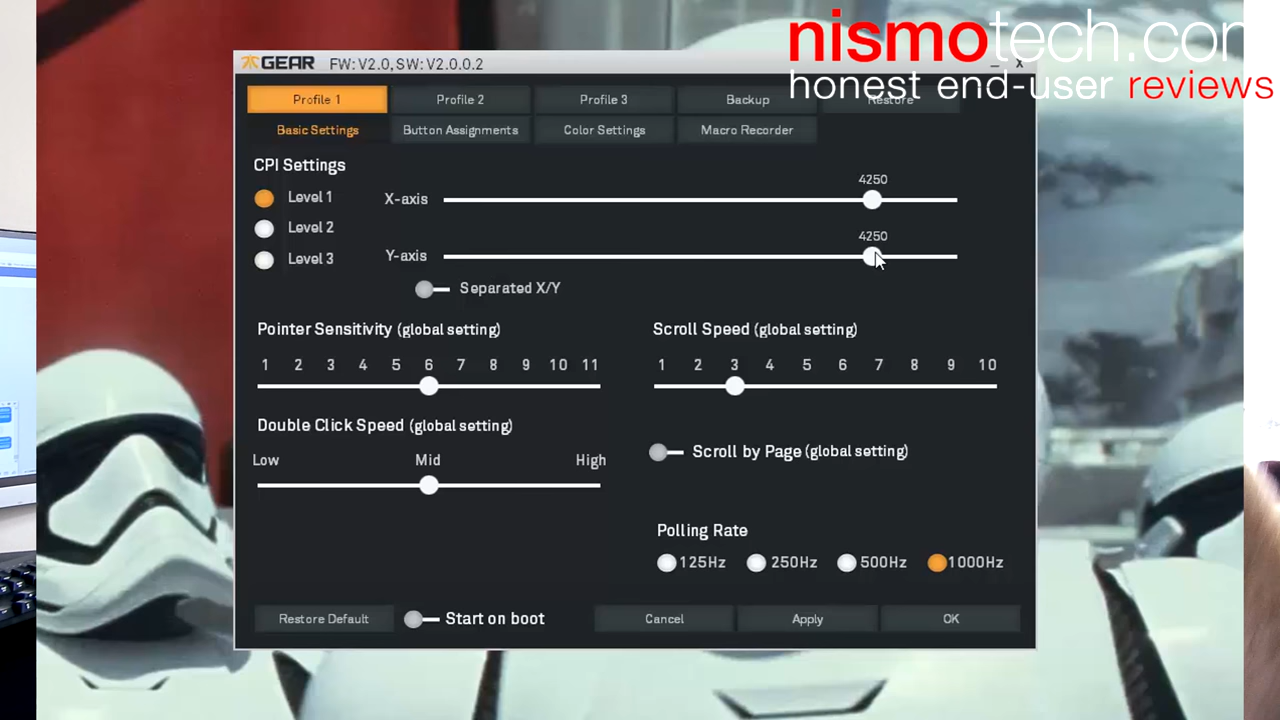 nismotech.com
honest end-user reviews
GEAR FW: V2.0, SW: V2.0.0.2 _ X
Profile 1 Profile 2 Profile 3 Backup Restore
Basic Settings Button Assignments Color Settings Macro Recorder
CPI Settings
4250
Level 1 X-axis
Level 2
4250
Level 3 Y-axis
Separated X/Y
Pointer Sensitivity (global setting) Scroll Speed (global setting)
1 2 3 4 5 6 7 8 9 10 11 1 2 3 4 5 6 7 8 9 10
Double Click Speed (global setting)
Scroll by Page (global setting)
Low Mid High
Polling Rate
125Hz 250Hz 500Hz 1000Hz
Restore Default Start on boot Cancel Apply OK